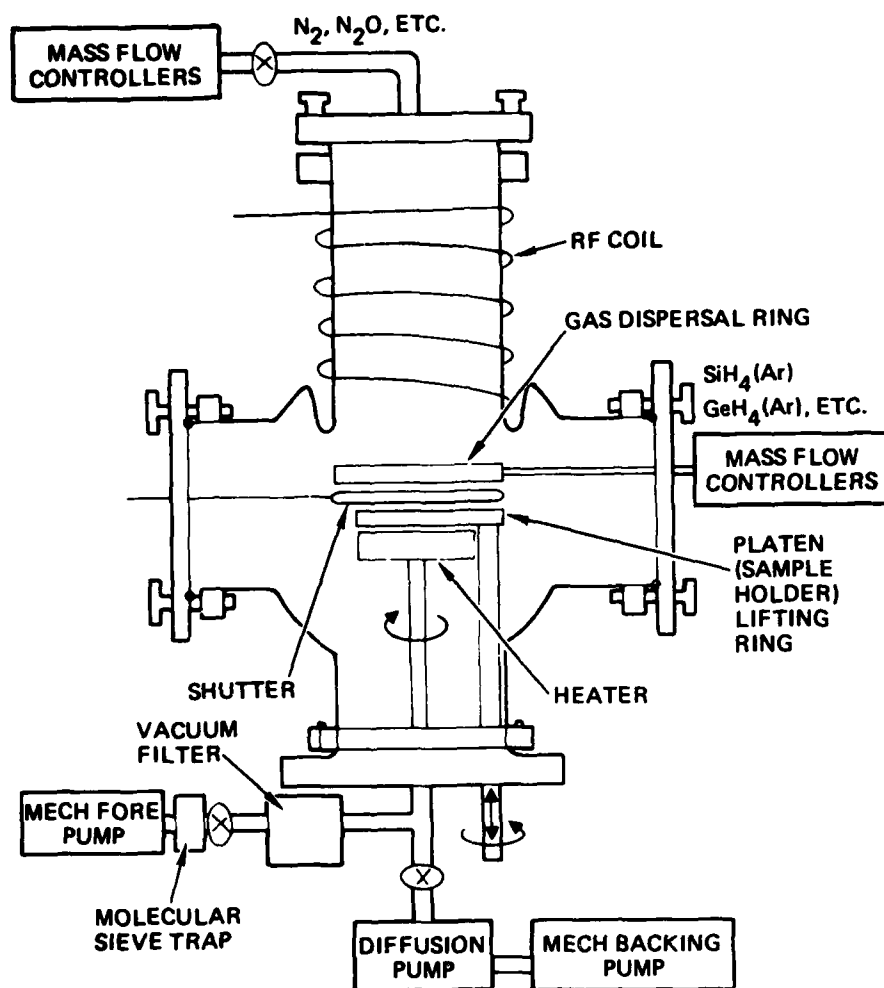 N2, N2O, ETC.
MASS FLOW
CONTROLLERS
RF COIL
GAS DISPERSAL RING
SiH4(Ar)
GeH4(Ar), ETC.
MASS FLOW
CONTROLLERS
PLATEN
(SAMPLE
HOLDER)
LIFTING
RING
SHUTTER
HEATER
VACUUM
FILTER
MECH FORE
PUMP
MOLECULAR
SIEVE TRAP
DIFFUSION
PUMP
MECH BACKING
PUMP